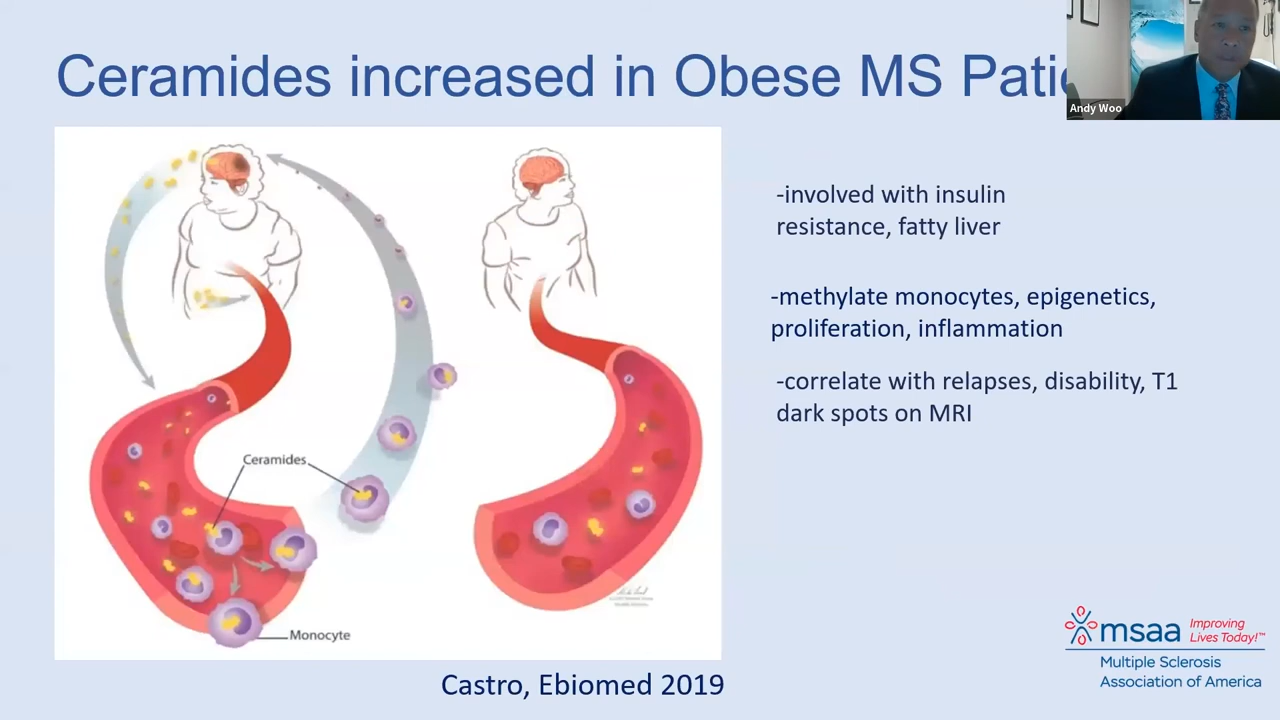 Ceramides increased in Obese MS
Andy Woo
-involved with insulin
resistance, fatty liver
-methylate monocytes, epigenetics,
proliferation, inflammation
-correlate with relapses, disability, T1
dark spots on MRI
Ceramides
Monocyte
Castro, Ebiomed 2019
msaa Improving
Lives Today!™
Multiple Sclerosis
Association of America